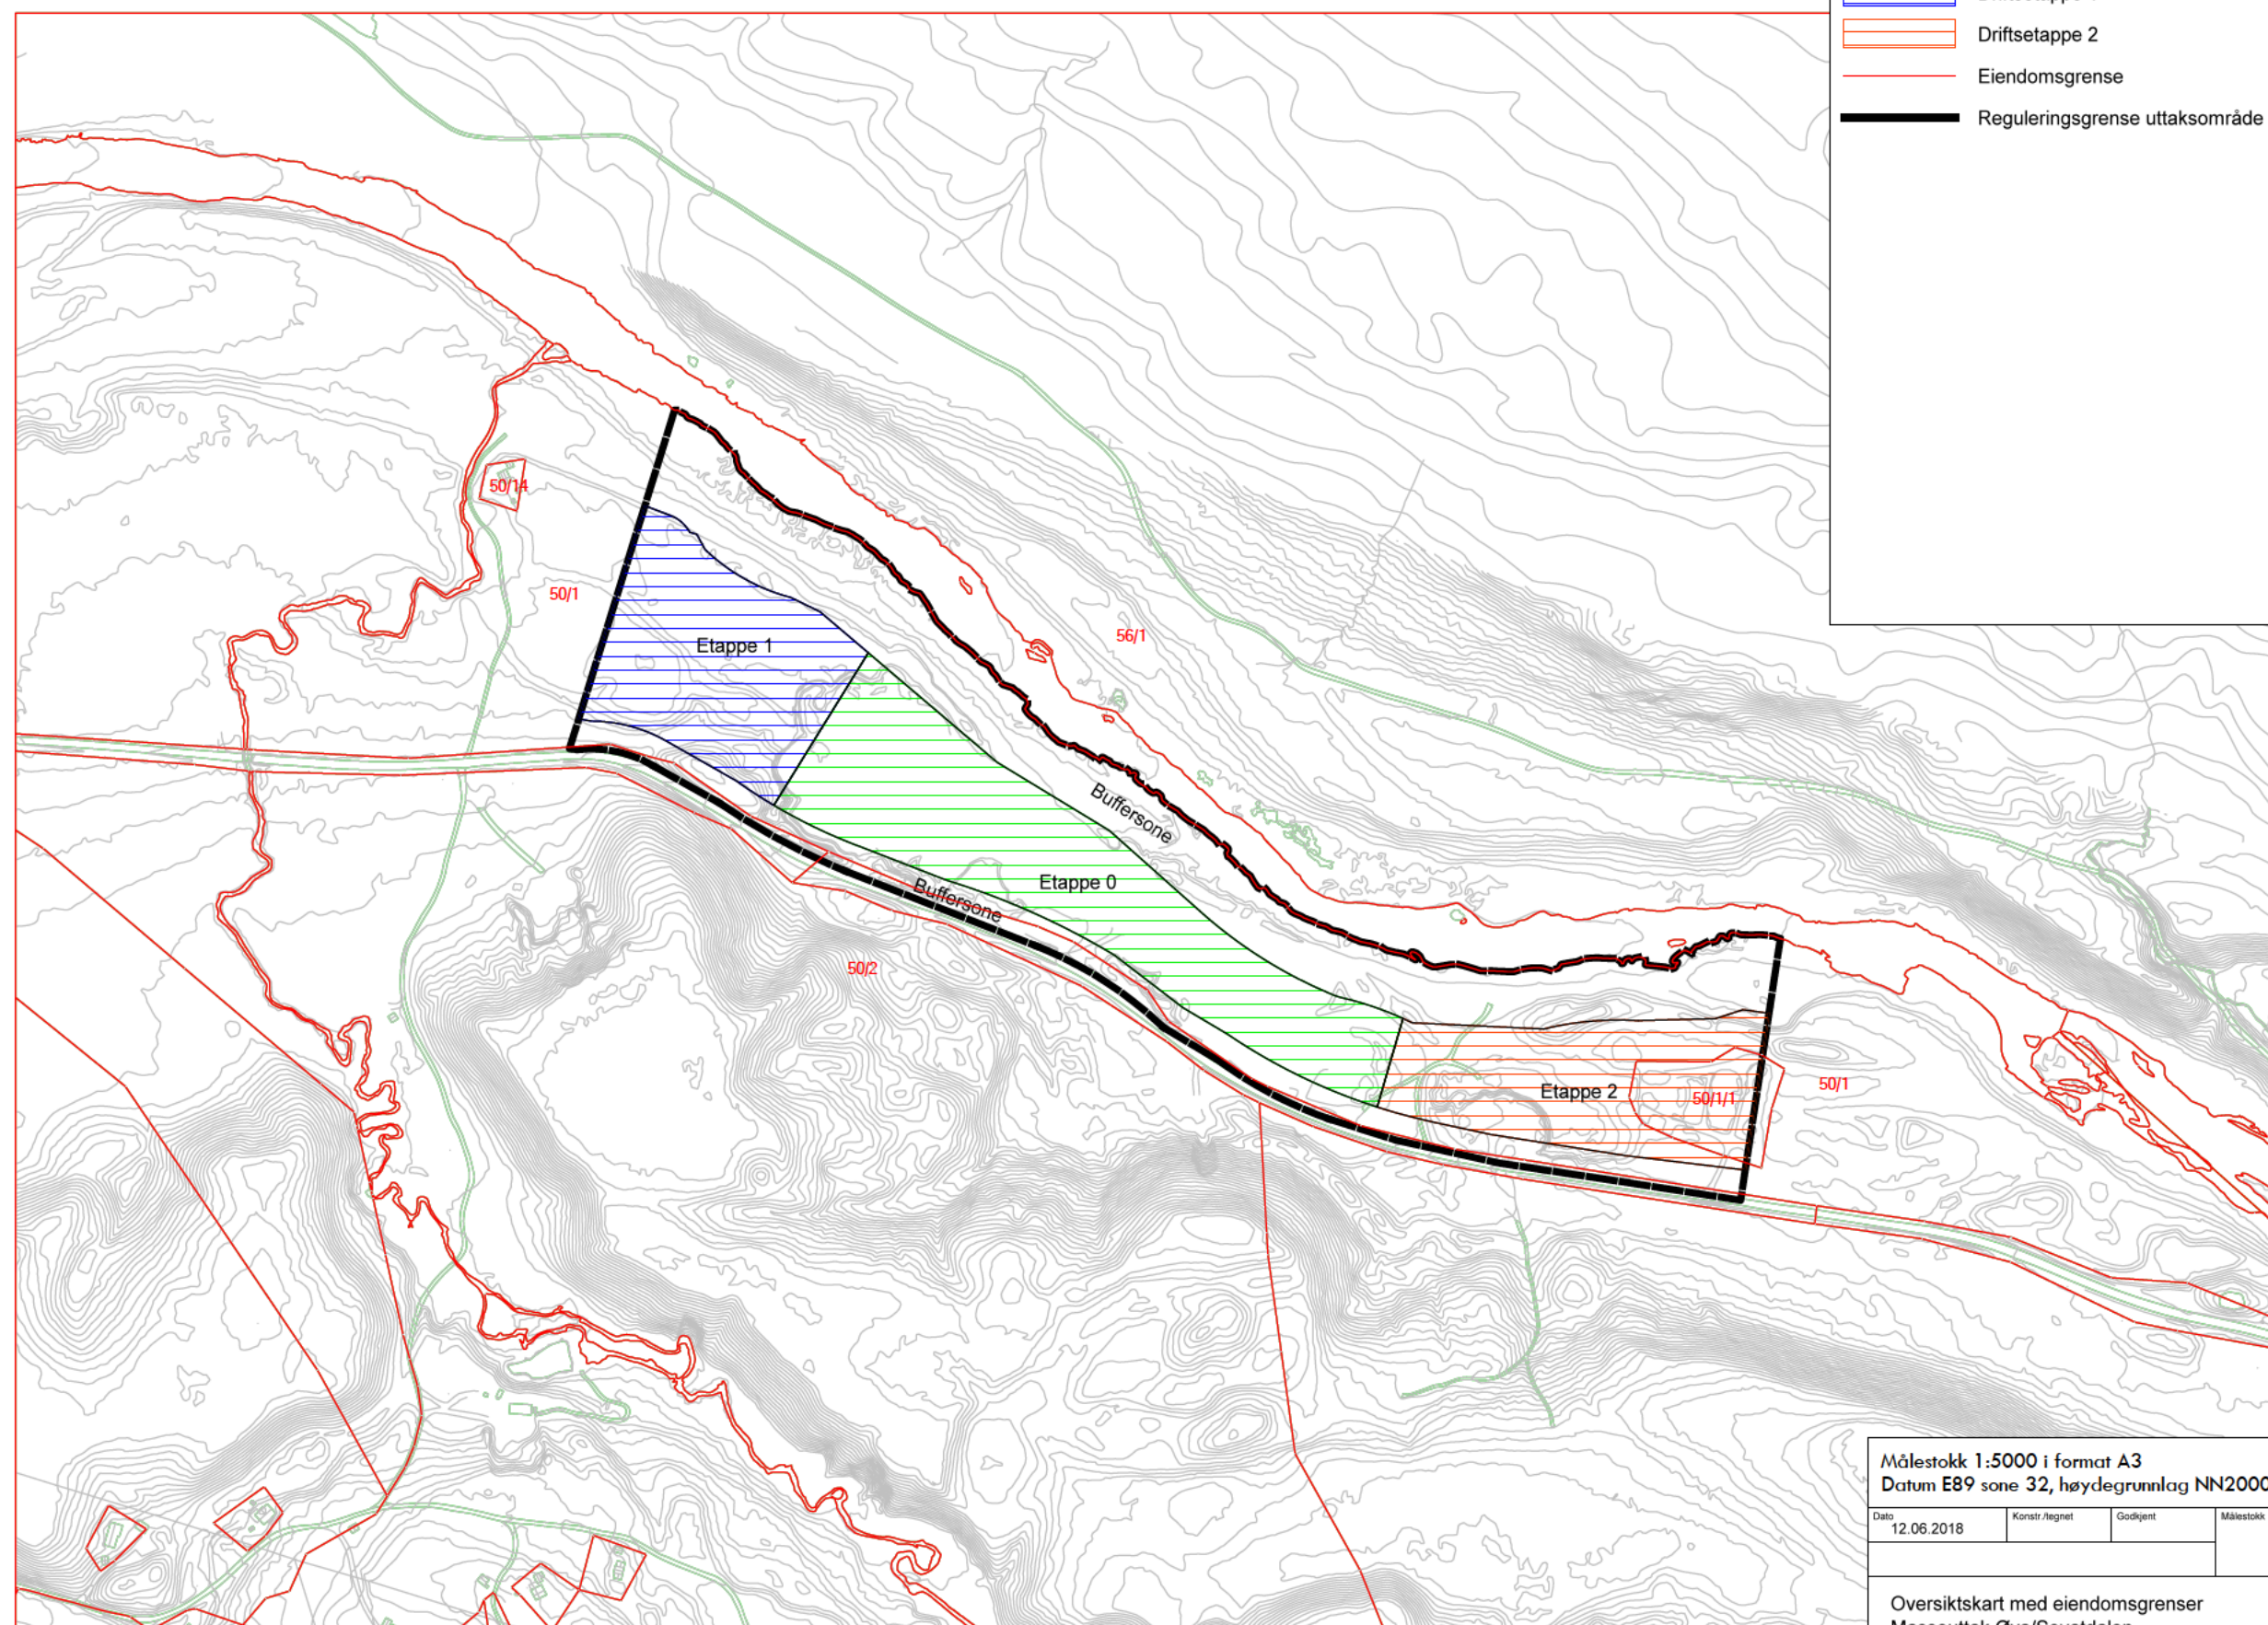 Driftsetappe 2
Eiendomsgrense
Reguleringsgrense uttaksområde
50/14
50/1
Etappe 1
56/1
Buffersone
Etappe 0
Buffersone
50/2
Etappe 2
50/1/1
50/1
Målestokk 1:5000 i format A3
Datum E89 sone 32, høydegrunnlag NN2000
Dato
12.06.2018
Konstr./tegnet
Godkjent
Målestokk
Oversiktskart med eiendomsgrenser